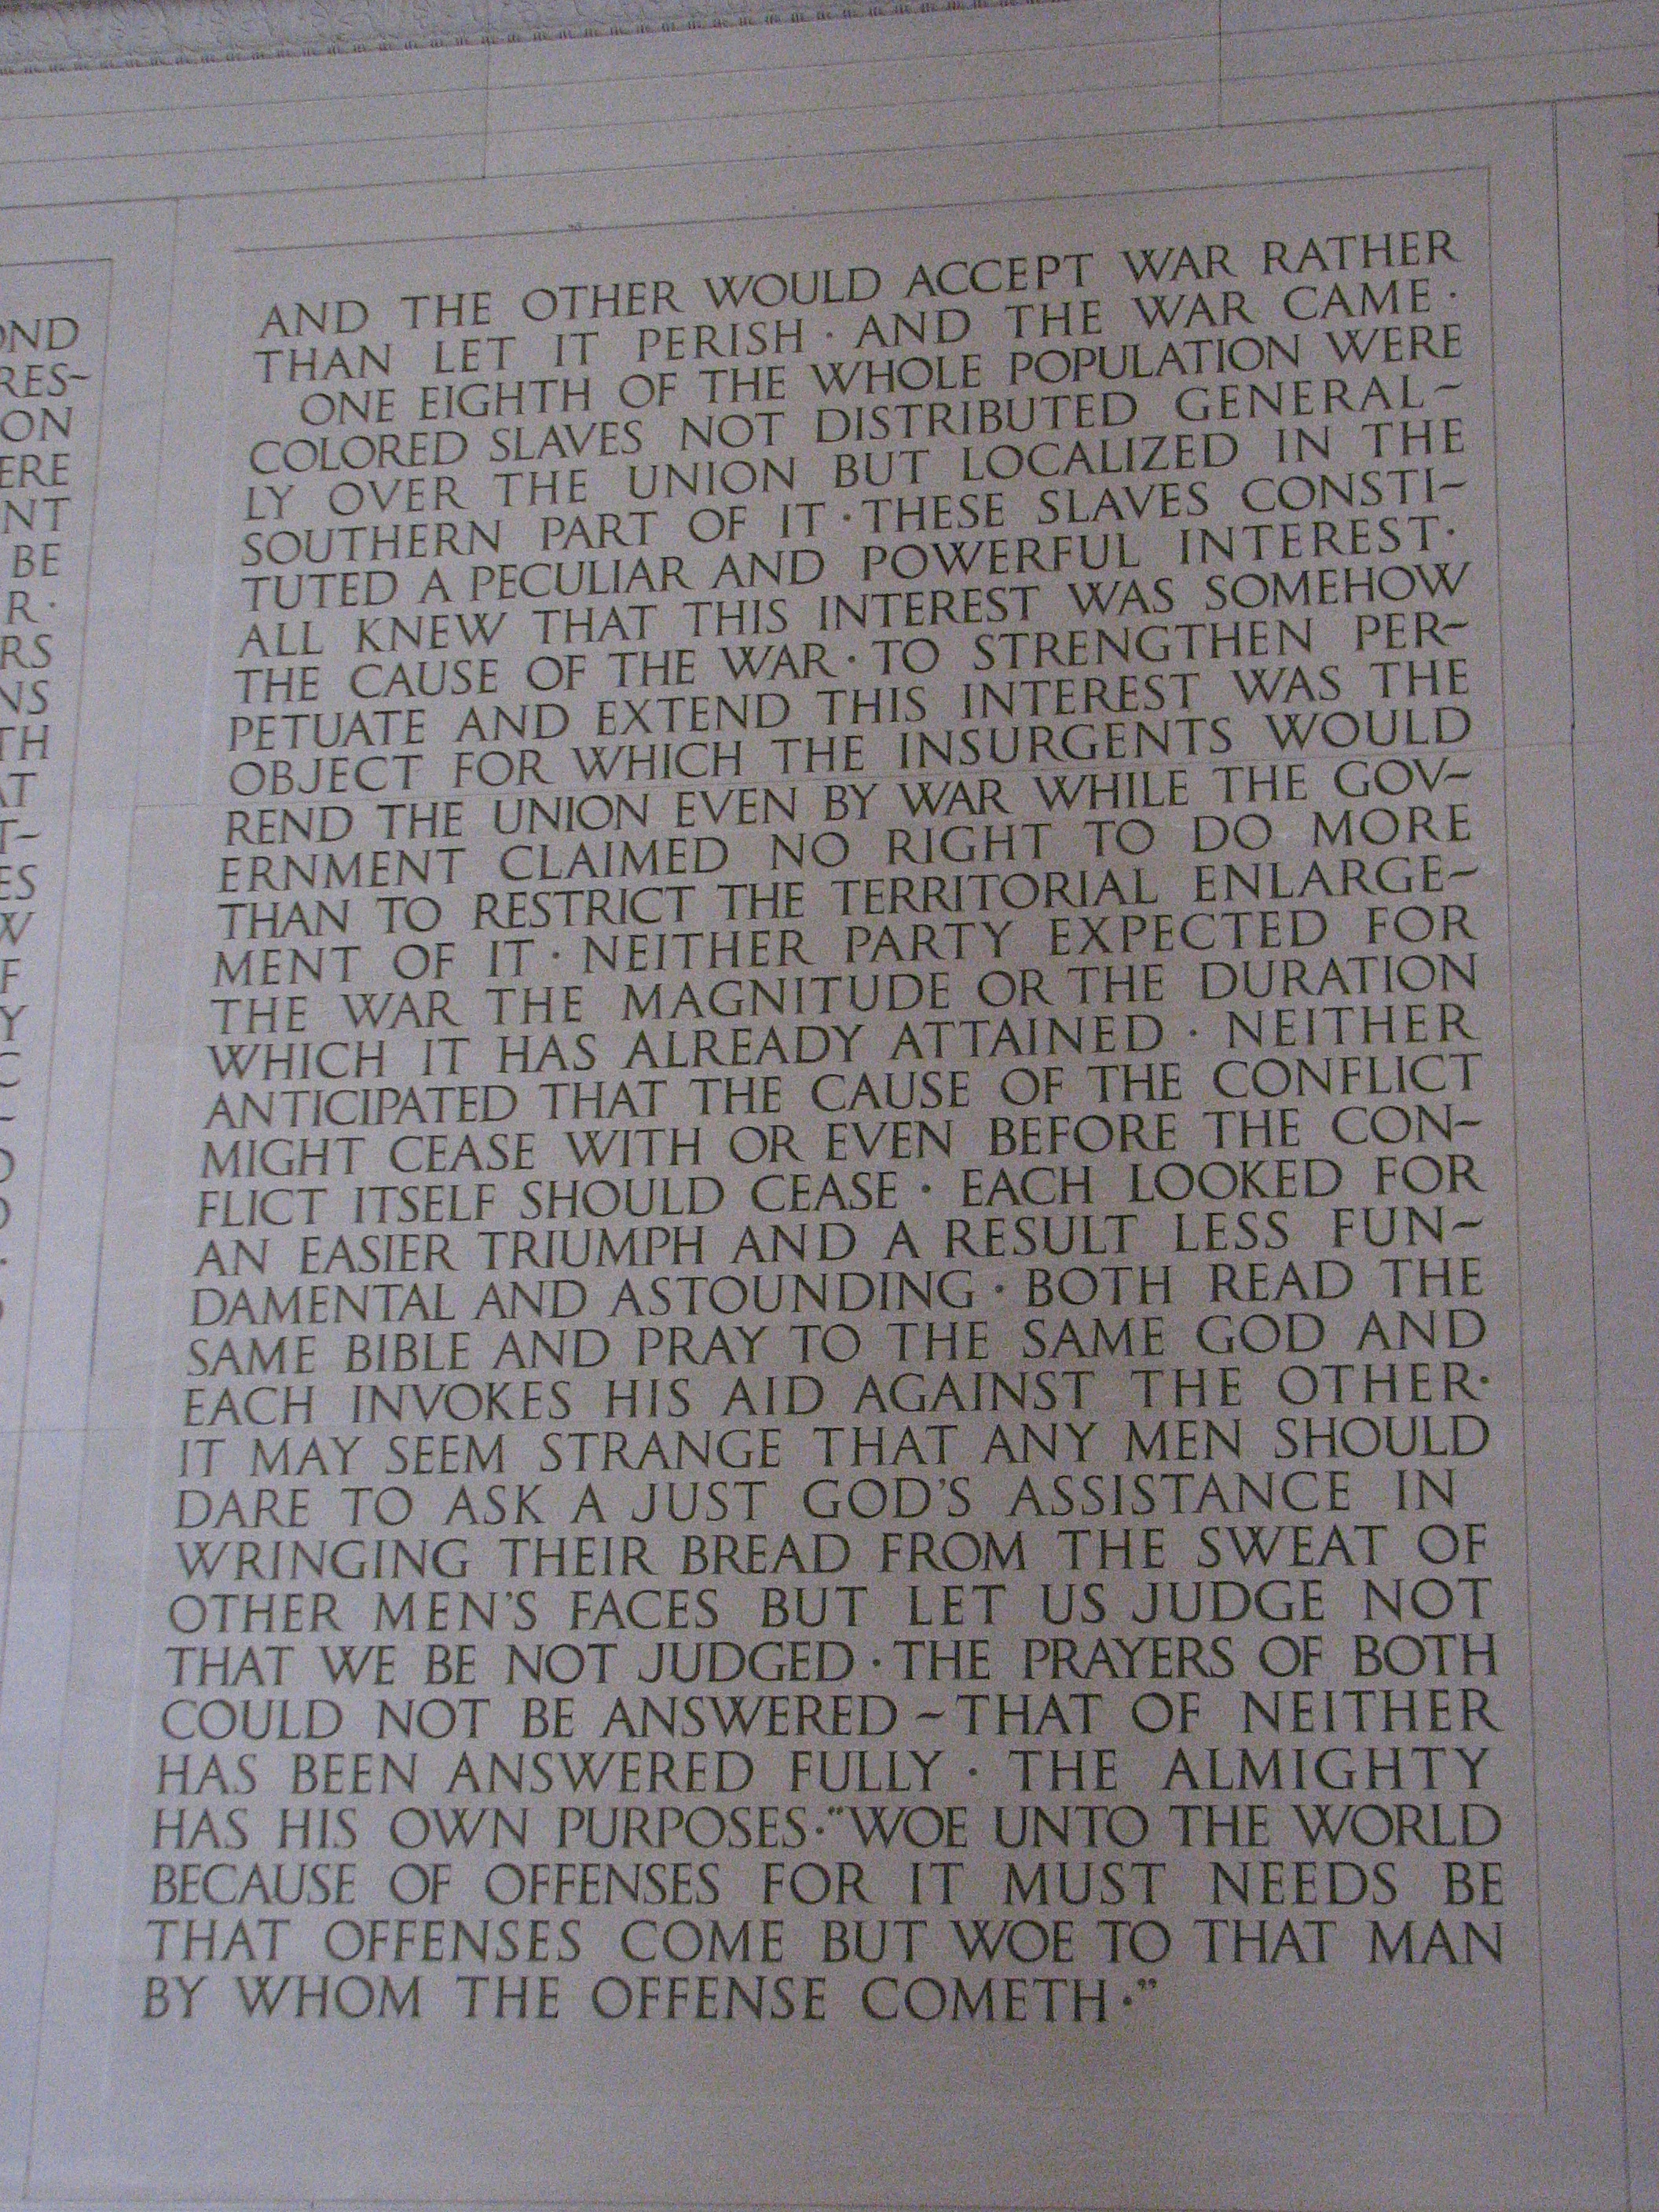 OND
RES~
ON
ERE
NT
BE
R ·
RS
NS
TH
AT
T~
ES
W
F
Y
AND THE OTHER WOULD ACCEPT WAR RATHER
THAN LET IT PERISH · AND THE WAR CAME ·
ONE EIGHTH OF THE WHOLE POPULATION WERE
COLORED SLAVES NOT DISTRIBUTED GENERAL~
LY OVER THE UNION BUT LOCALIZED IN THE
SOUTHERN PART OF IT · THESE SLAVES CONSTI~
TUTED A PECULIAR AND POWERFUL INTEREST ·
ALL KNEW THAT THIS INTEREST WAS SOMEHOW
THE CAUSE OF THE WAR · TO STRENGTHEN PER~
PETUATE AND EXTEND THIS INTEREST WAS THE
OBJECT FOR WHICH THE INSURGENTS WOULD
REND THE UNION EVEN BY WAR WHILE THE GOV~
ERNMENT CLAIMED NO RIGHT TO DO MORE
THAN TO RESTRICT THE TERRITORIAL ENLARGE~
MENT OF IT · NEITHER PARTY EXPECTED FOR
THE WAR THE MAGNITUDE OR THE DURATION
WHICH IT HAS ALREADY ATTAINED · NEITHER
ANTICIPATED THAT THE CAUSE OF THE CONFLICT
MIGHT CEASE WITH OR EVEN BEFORE THE CON~
FLICT ITSELF SHOULD CEASE · EACH LOOKED FOR
AN EASIER TRIUMPH AND A RESULT LESS FUN~
DAMENTAL AND ASTOUNDING · BOTH READ THE
SAME BIBLE AND PRAY TO THE SAME GOD AND
EACH INVOKES HIS AID AGAINST THE OTHER ·
IT MAY SEEM STRANGE THAT ANY MEN SHOULD
DARE TO ASK A JUST GOD'S ASSISTANCE IN
WRINGING THEIR BREAD FROM THE SWEAT OF
OTHER MEN'S FACES BUT LET US JUDGE NOT
THAT WE BE NOT JUDGED · THE PRAYERS OF BOTH
COULD NOT BE ANSWERED ~ THAT OF NEITHER
HAS BEEN ANSWERED FULLY · THE ALMIGHTY
HAS HIS OWN PURPOSES · "WOE UNTO THE WORLD
BECAUSE OF OFFENSES FOR IT MUST NEEDS BE
THAT OFFENSES COME BUT WOE TO THAT MAN
BY WHOM THE OFFENSE COMETH · "